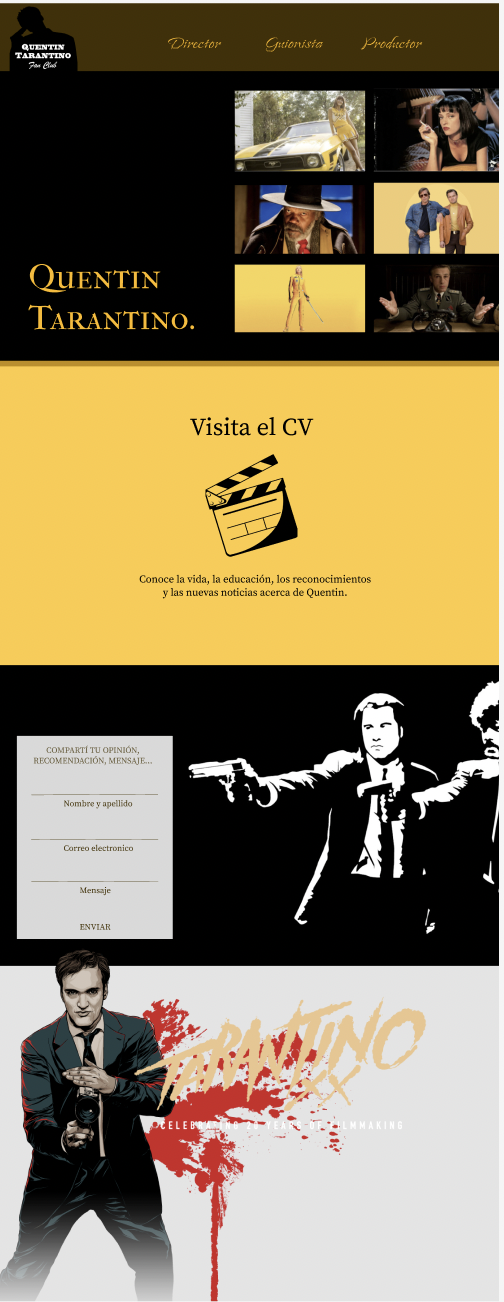 QUENTIN
TARANTINO
Fan Club
Director
Guionista
Productor
QUENTIN
TARANTINO.
Visita el CV
Conoce la vida, la educación, los reconocimientos
y las nuevas noticias acerca de Quentin.
COMPARTÍ TU OPINIÓN,
RECOMENDACIÓN, MENSAJE...
Nombre y apellido
Correo electronico
Mensaje
ENVIAR
TARANTINO
XX
CELEBRATING 20 YEARS OF FILMMAKING